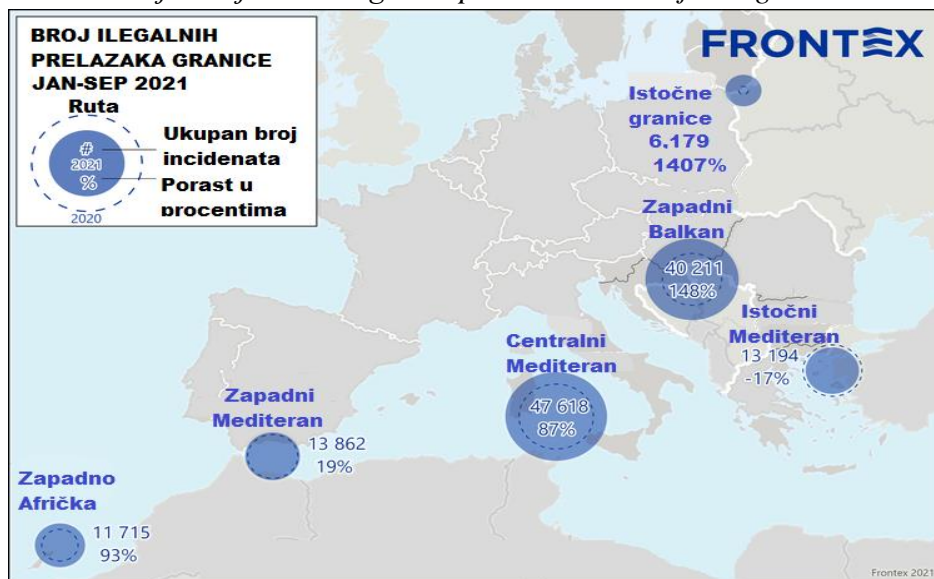 BROJ ILEGALNIH
PRELAZAKA GRANICE
JAN-SEP 2021
Ruta
#
2021
%
2020
Ukupan broj
incidenata
Porast u
procentima
FRONTEX
Istočne
granice
6,179
1407%
Zapadni
Balkan
40 211
148%
Istočni
Mediteran
13 194
-17%
Centralni
Mediteran
47 618
87%
Zapadni
Mediteran
13 862
19%
Zapadno
Afrička
11 715
93%
Frontex 2021